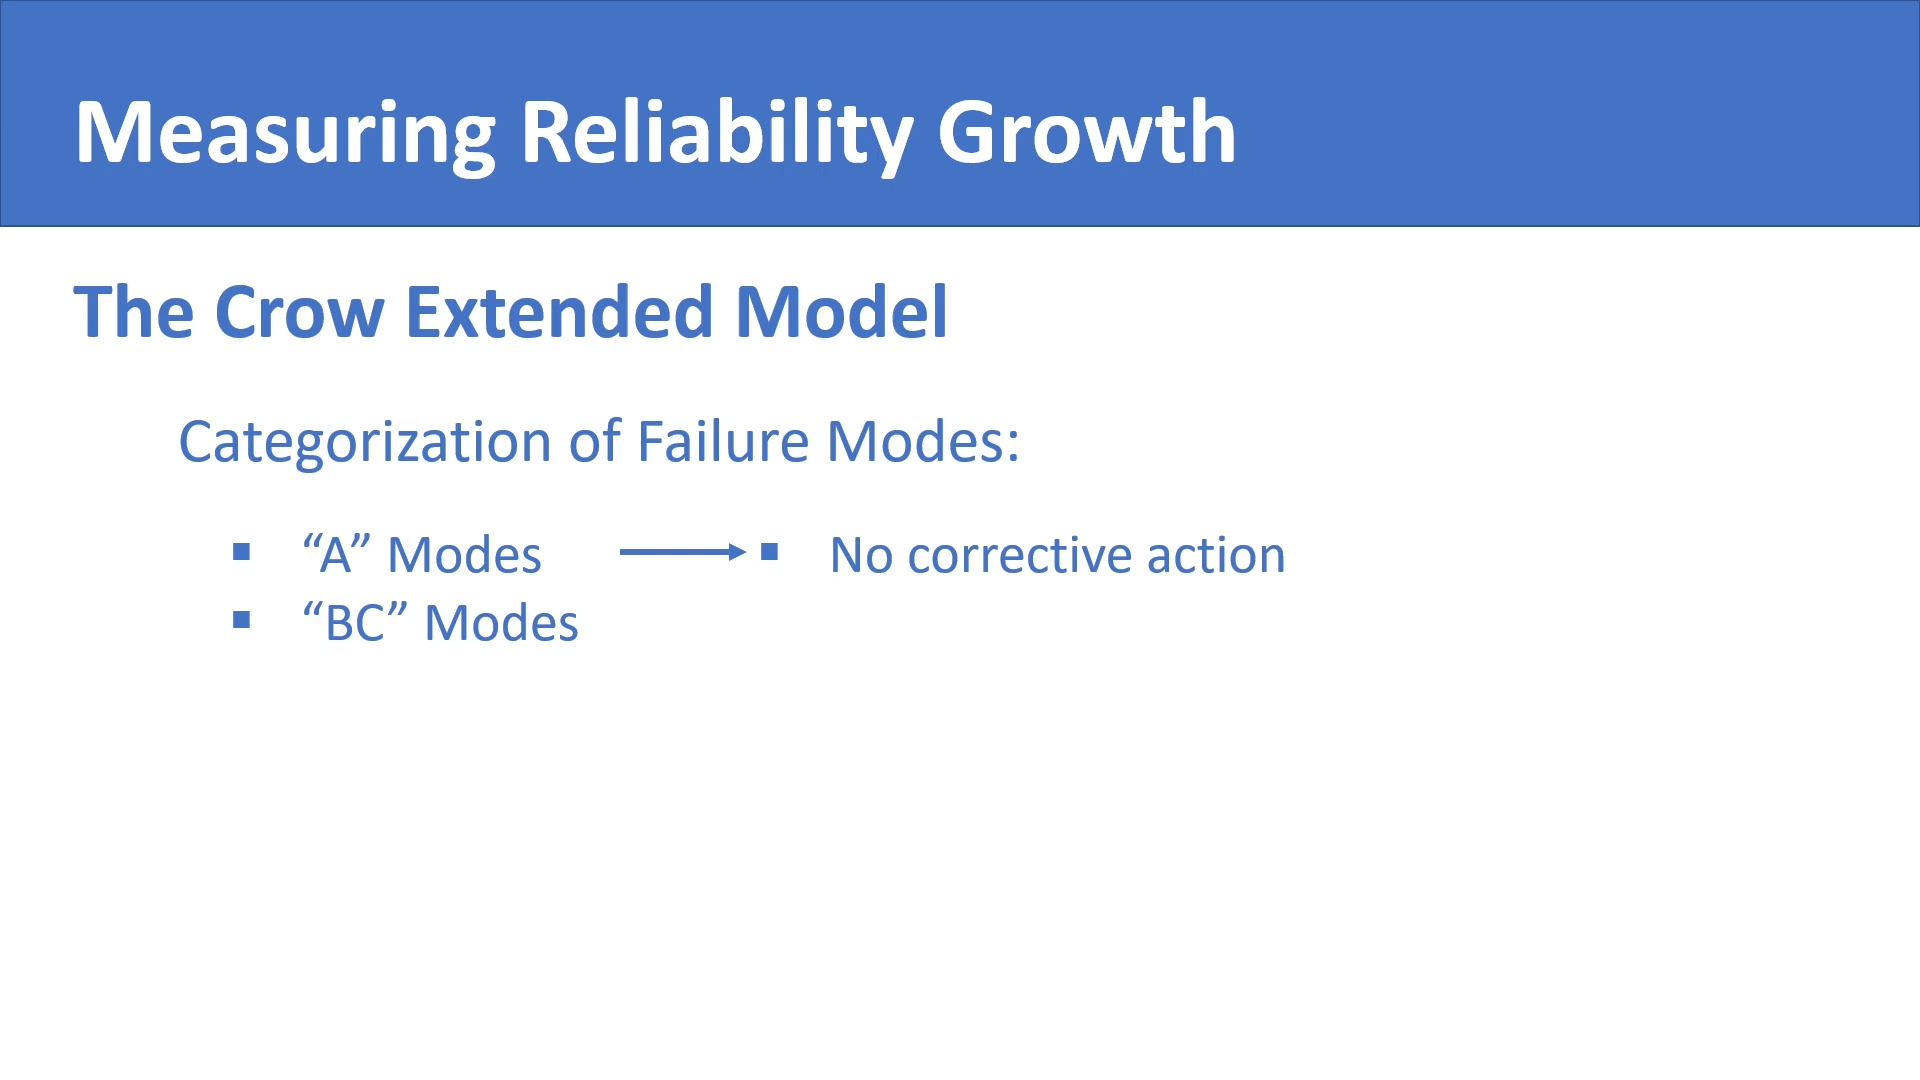 Measuring Reliability Growth
The Crow Extended Model
Categorization of Failure Modes:
▪ “A” Modes ▪ No corrective action
▪ “BC” Modes